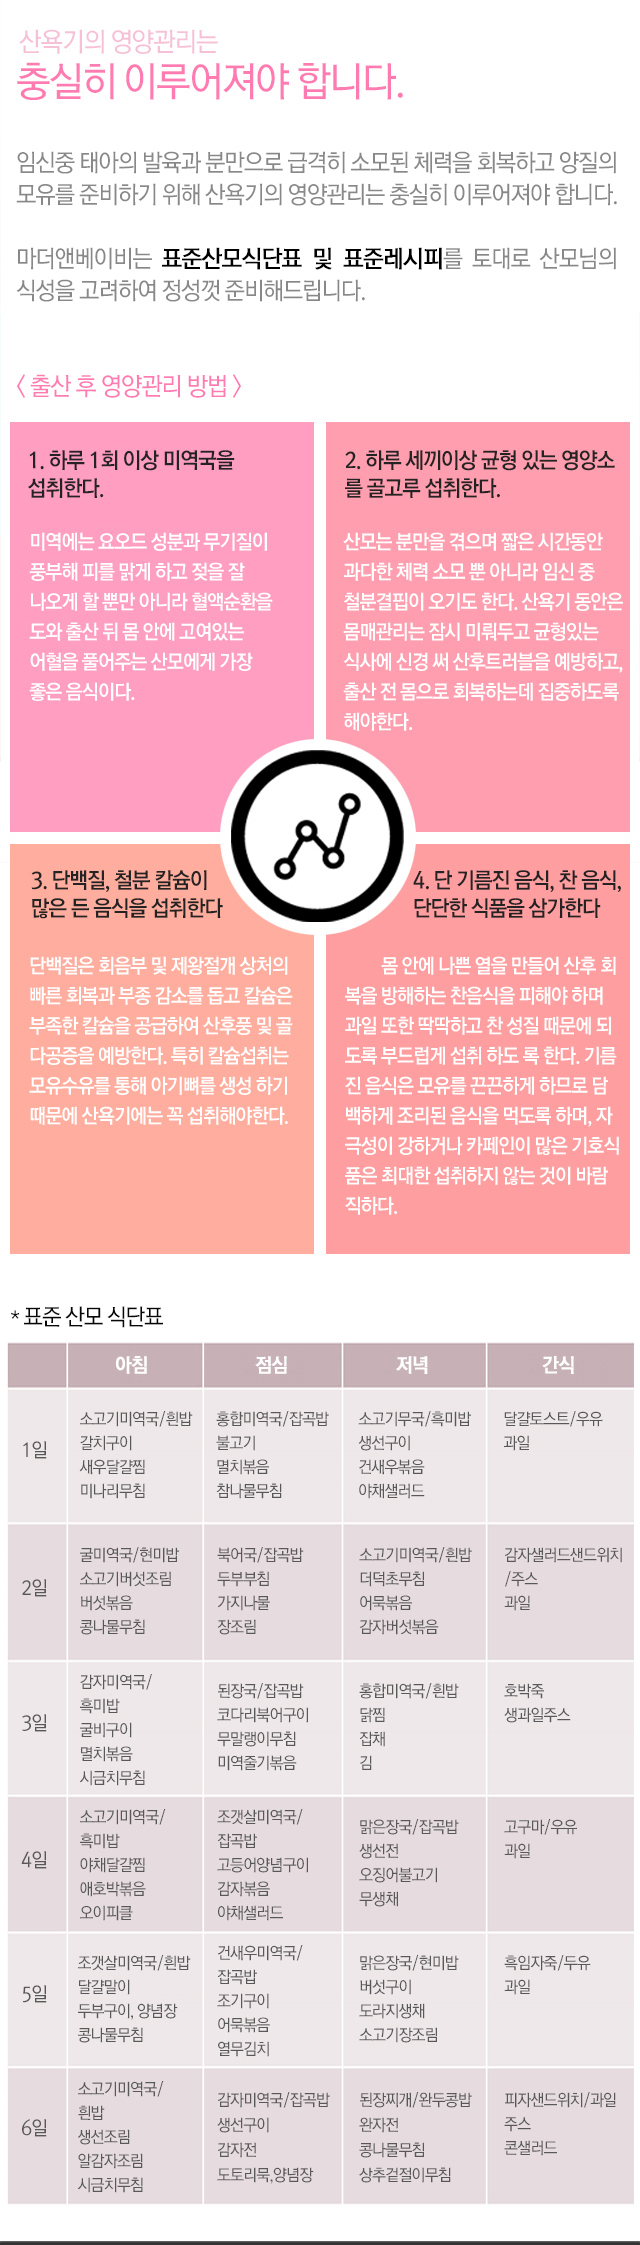 산욕기의 영양관리는
충실히 이루어져야 합니다.
임신중 태아의 발육과 분만으로 급격히 소모된 체력을 회복하고 양질의
모유를 준비하기 위해 산욕기의 영양관리는 충실히 이루어져야 합니다.
마더앤베이비는 표준산모식단표 및 표준레시피를 토대로 산모님의
식성을 고려하여 정성껏 준비해드립니다.
< 출산 후 영양관리 방법 >
1. 하루 1회 이상 미역국을
섭취한다.
미역에는 요오드 성분과 무기질이
풍부해 피를 맑게 하고 젖을 잘
나오게 할 뿐만 아니라 혈액순환을
도와 출산 뒤 몸 안에 고여있는
어혈을 풀어주는 산모에게 가장
좋은 음식이다.
2. 하루 세끼이상 균형 있는 영양소
를 골고루 섭취한다.
산모는 분만을 겪으며 짧은 시간동안
과다한 체력 소모 뿐 아니라 임신 중
철분결핍이 오기도 한다. 산욕기 동안은
몸매관리는 잠시 미뤄두고 균형있는
식사에 신경 써 산후트러블을 예방하고,
출산 전 몸으로 회복하는데 집중하도록
해야한다.
3. 단백질, 철분 칼슘이
많은 든 음식을 섭취한다
단백질은 회음부 및 제왕절개 상처의
빠른 회복과 부종 감소를 돕고 칼슘은
부족한 칼슘을 공급하여 산후풍 및 골
다공증을 예방한다. 특히 칼슘섭취는
모유수유를 통해 아기뼈를 생성 하기
때문에 산욕기에는 꼭 섭취해야한다.
4. 단 기름진 음식, 찬 음식,
단단한 식품을 삼가한다
몸 안에 나쁜 열을 만들어 산후 회
복을 방해하는 찬음식을 피해야 하며
과일 또한 딱딱하고 찬 성질 때문에 되
도록 부드럽게 섭취 하도 록 한다. 기름
진 음식은 모유를 끈끈하게 하므로 담
백하게 조리된 음식을 먹도록 하며, 자
극성이 강하거나 카페인이 많은 기호식
품은 최대한 섭취하지 않는 것이 바람
직하다.
* 표준 산모 식단표
아침 점심 저녁 간식
1일
소고기미역국/흰밥
갈치구이
새우달걀찜
미나리무침
홍합미역국/잡곡밥
불고기
멸치볶음
참나물무침
소고기무국/흑미밥
생선구이
건새우볶음
야채샐러드
달걀토스트/우유
과일
2일
굴미역국/현미밥
소고기버섯조림
버섯볶음
콩나물무침
북어국/잡곡밥
두부부침
가지나물
장조림
소고기미역국/흰밥
더덕초무침
어묵볶음
감자버섯볶음
감자샐러드샌드위치
/주스
과일
3일
감자미역국/
흑미밥
굴비구이
멸치볶음
시금치무침
된장국/잡곡밥
코다리북어구이
무말랭이무침
미역줄기볶음
홍합미역국/흰밥
닭찜
잡채
김
호박죽
생과일주스
4일
소고기미역국/
흑미밥
야채달걀찜
애호박볶음
오이피클
조갯살미역국/
잡곡밥
고등어양념구이
감자볶음
야채샐러드
맑은장국/잡곡밥
생선전
오징어불고기
무생채
고구마/우유
과일
5일
조갯살미역국/흰밥
달걀말이
두부구이, 양념장
콩나물무침
건새우미역국/
잡곡밥
조기구이
어묵볶음
열무김치
맑은장국/현미밥
버섯구이
도라지생채
소고기장조림
흑임자죽/두유
과일
6일
소고기미역국/
흰밥
생선조림
알감자조림
시금치무침
감자미역국/잡곡밥
생선구이
감자전
도토리묵,양념장
된장찌개/완두콩밥
완자전
콩나물무침
상추겉절이무침
피자샌드위치/과일
주스
콘샐러드